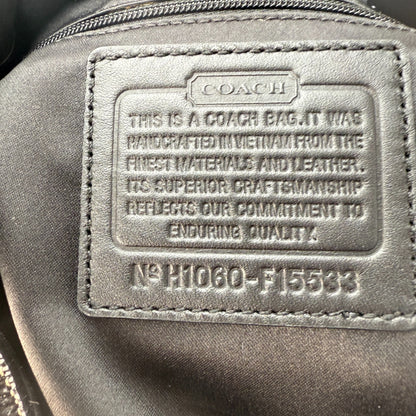 COACH
THIS IS A COACH BAG.IT WAS
HANDCRAFTED IN VIETNAM FROM THE
FINEST MATERIALS AND LEATHER.
ITS SUPERIOR CRAFTSMANSHIP
REFLECTS OUR COMMITMENT TO
ENDURING QUALITY.
Nº H1060-F15533